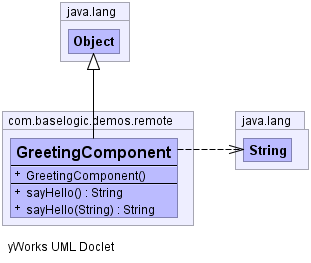 java.lang
Object
com.baselogic.demos.remote
GreetingComponent
+ GreetingComponent()
+ sayHello() : String
+ sayHello(String) : String
java.lang
String
yWorks UML Doclet